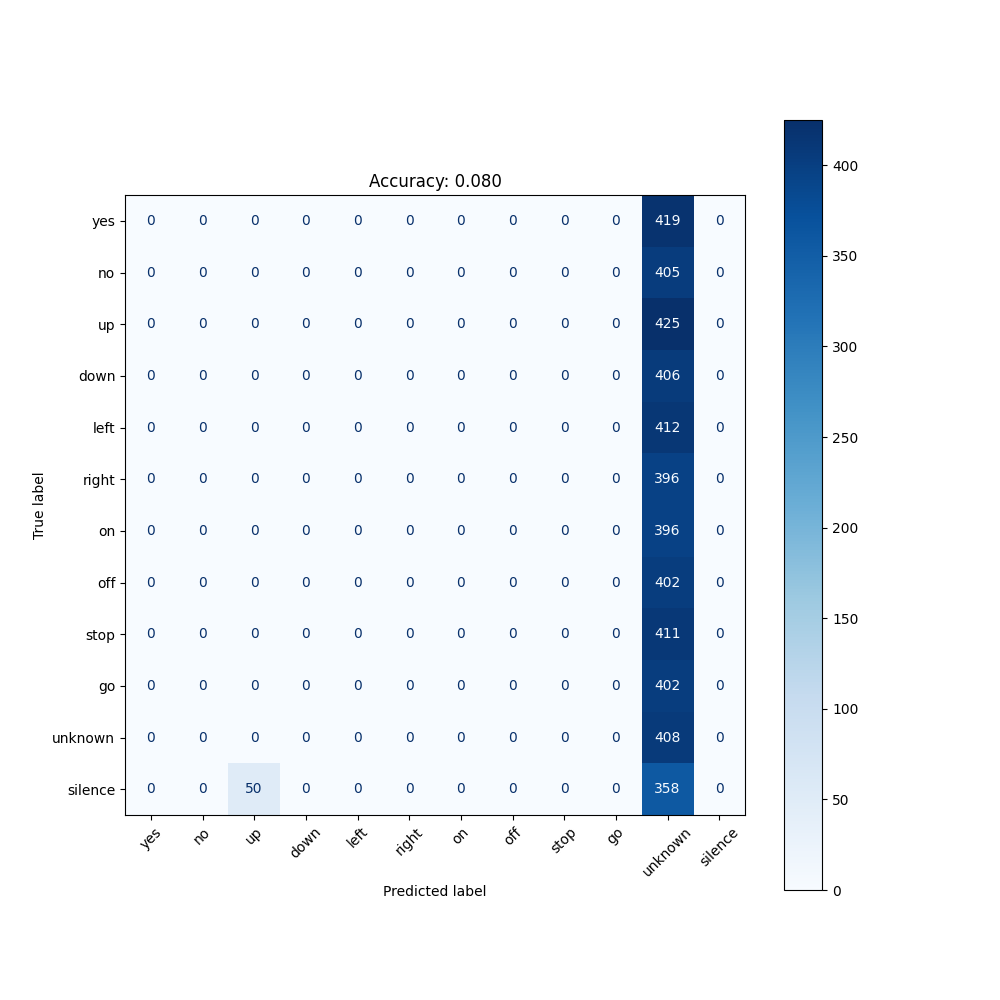 Accuracy: 0.080
yes 0 0 0 0 0 0 0 0 0 0 419 0
no 0 0 0 0 0 0 0 0 0 0 405 0
up 0 0 0 0 0 0 0 0 0 0 425 0
down 0 0 0 0 0 0 0 0 0 0 406 0
left 0 0 0 0 0 0 0 0 0 0 412 0
right 0 0 0 0 0 0 0 0 0 0 396 0
on 0 0 0 0 0 0 0 0 0 0 396 0
off 0 0 0 0 0 0 0 0 0 0 402 0
stop 0 0 0 0 0 0 0 0 0 0 411 0
go 0 0 0 0 0 0 0 0 0 0 402 0
unknown 0 0 0 0 0 0 0 0 0 0 408 0
silence 0 0 50 0 0 0 0 0 0 0 358 0
yes no up down left right on off stop go unknown silence
Predicted label
True label
400
350
300
250
200
150
100
50
0